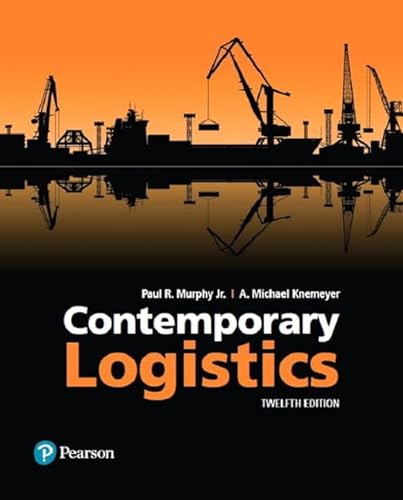 Paul R. Murphy Jr. | A. Michael Knemeyer
Contemporary
Logistics
TWELFTH EDITION
Pearson